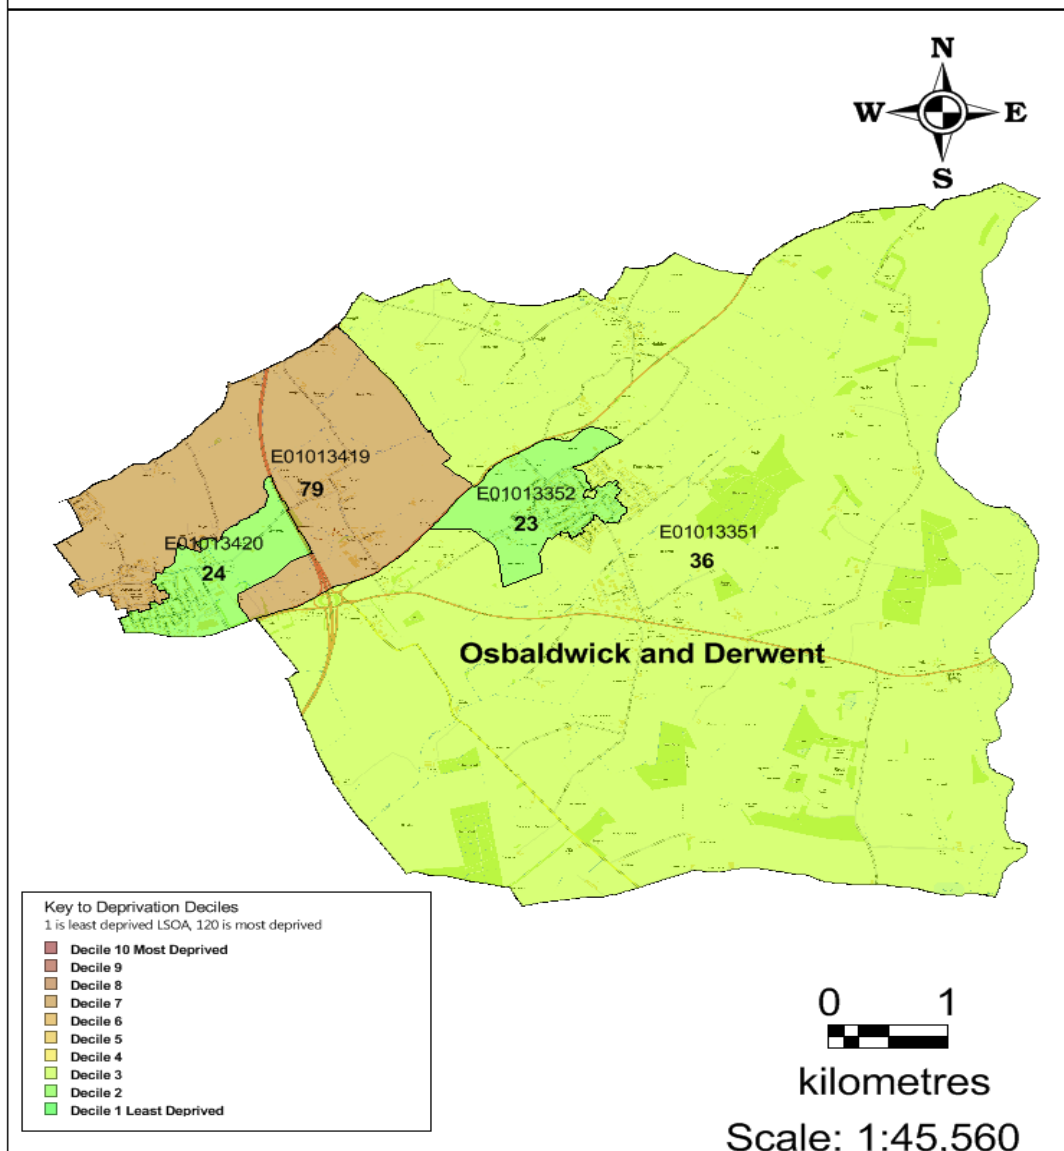 N
W E
S
E01013419
79
E01013352
23
E01013420
24
E01013351
36
Osbaldwick and Derwent
Key to Deprivation Deciles
1 is least deprived LSOA, 120 is most deprived
Decile 10 Most Deprived
Decile 9
Decile 8
Decile 7
Decile 6
Decile 5
Decile 4
Decile 3
Decile 2
Decile 1 Least Deprived
0 1
kilometres
Scale: 1:45,560